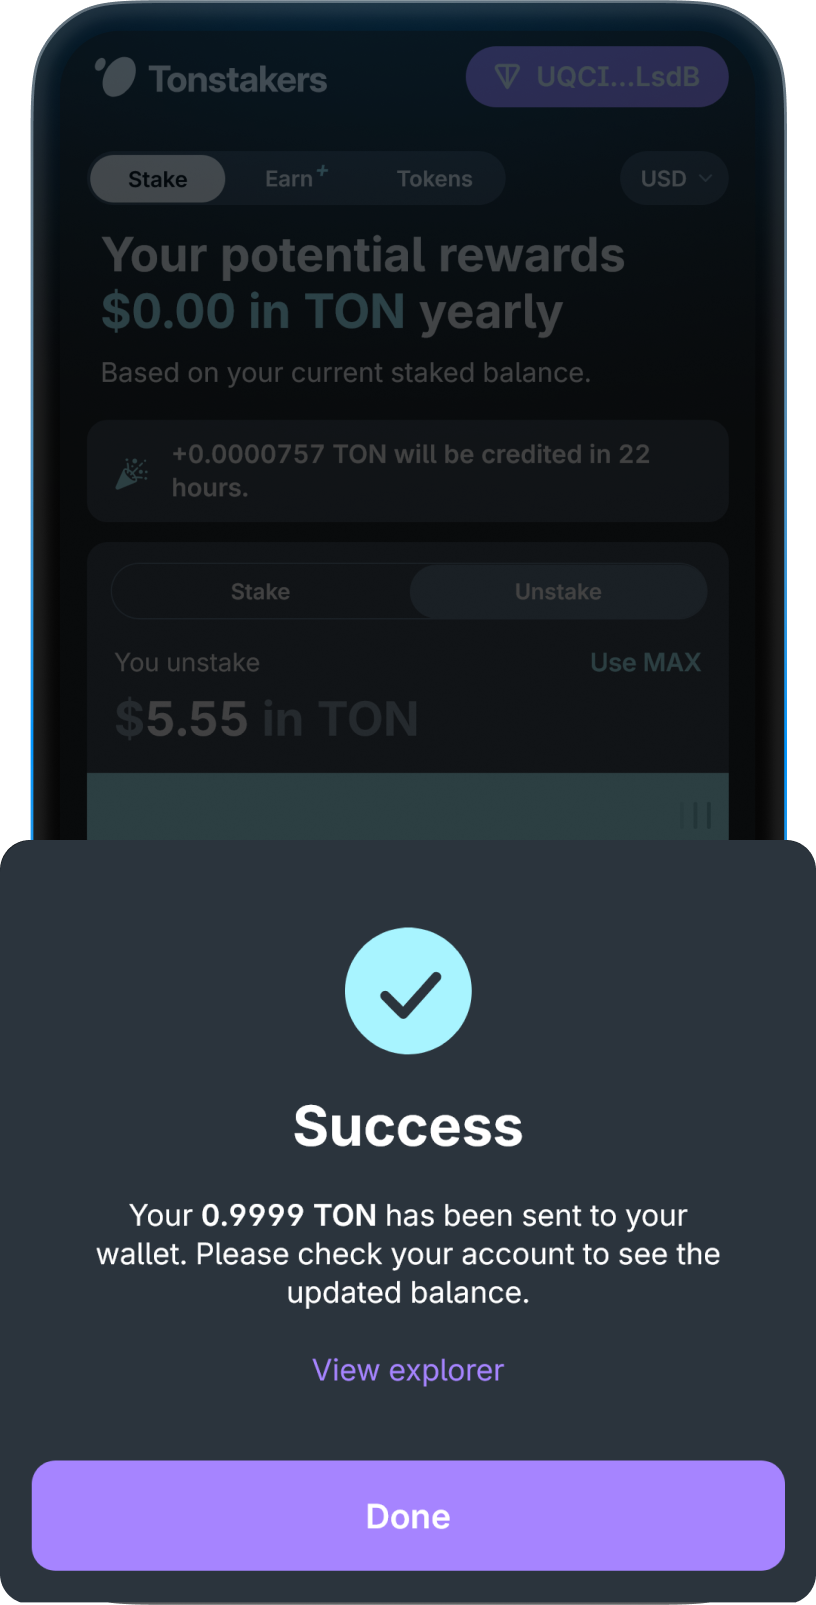 Tonstakers
UQCI...LsdB
Stake
Earn+
Tokens
USD
Your potential rewards
$0.00 in TON yearly
Based on your current staked balance.
+0.0000757 TON will be credited in 22
hours.
Stake
Unstake
You unstake
Use MAX
$5.55 in TON
Success
Your 0.9999 TON has been sent to your
wallet. Please check your account to see the
updated balance.
View explorer
Done